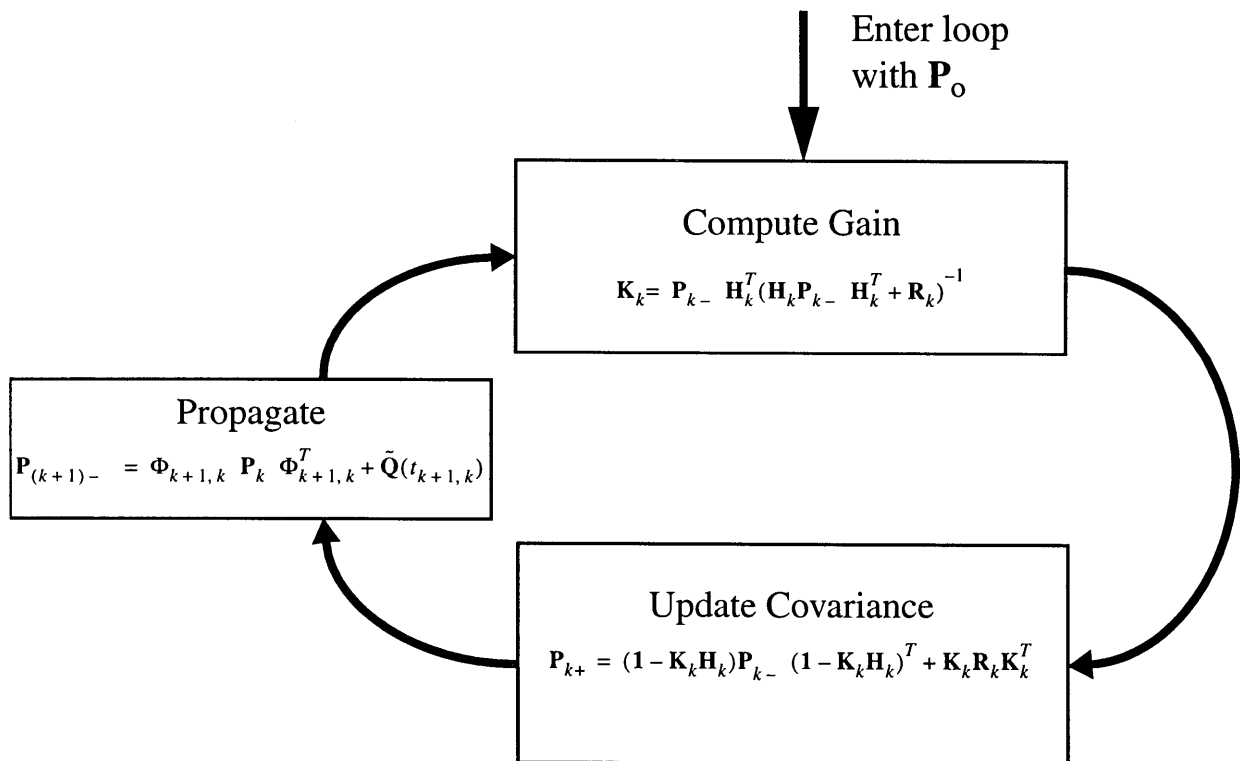 Enter loop
with P₀
Compute Gain
K_k = P_{k−} H_k^T (H_k P_{k−} H_k^T + R_k)^{−1}
Propagate
P_{(k+1)−} = Φ_{k+1,k} P_k Φ_{k+1,k}^T + Q̃(t_{k+1,k})
Update Covariance
P_{k+} = (1 − K_k H_k)P_{k−} (1 − K_k H_k)^T + K_k R_k K_k^T